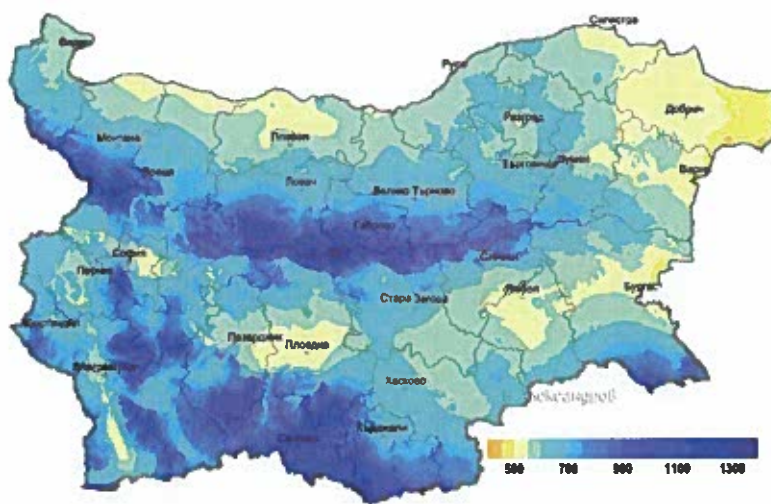 Силистра
Видин
Русе
Разград
Добрич
Плевен
Монтана
Враца
Търговище Шумен
Варна
Ловеч
Велико Търново
Габрово
Сливен
София
Перник
Бургас
Ямбол
Стара Загора
Кюстендил
Пазарджик
Пловдив
Благоевград
Хасково
Кърджали
Смолян
500 700 900 1100 1300